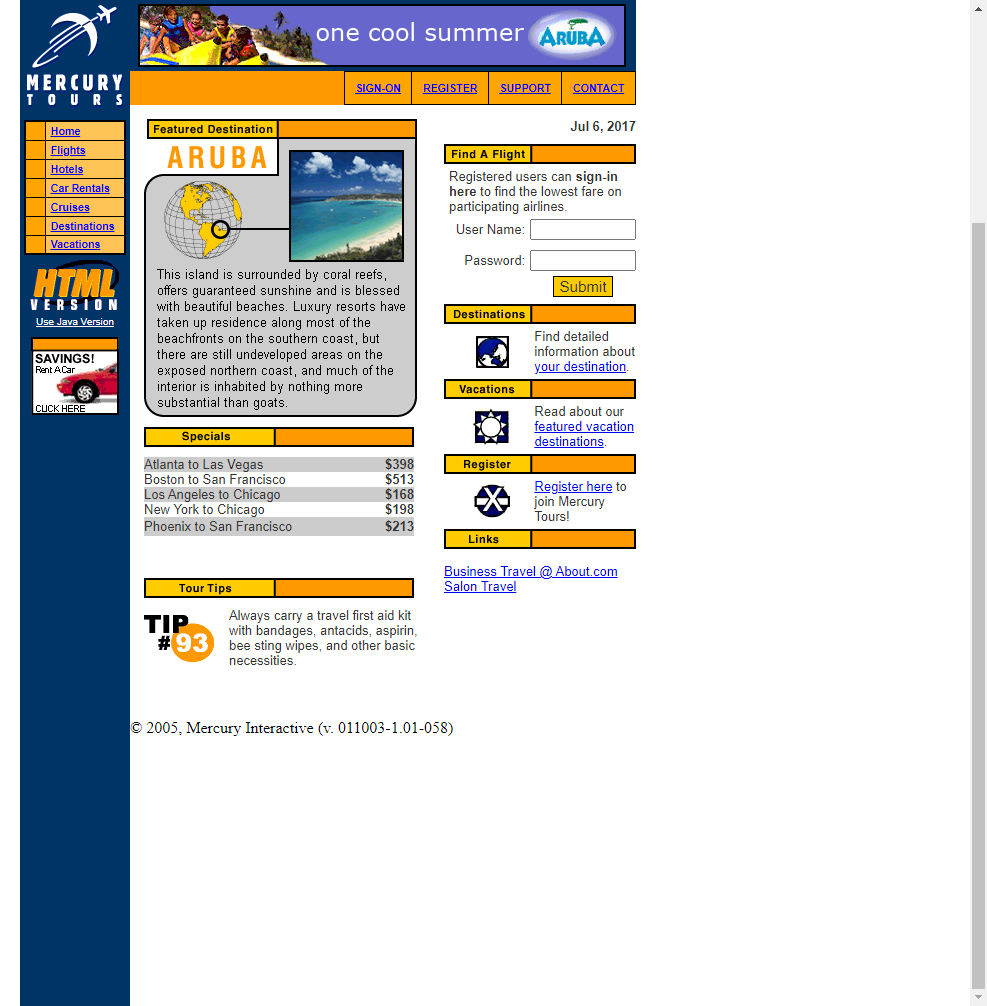 MERCURY
TOURS
one cool summer ARUBA
SIGN-ON REGISTER SUPPORT CONTACT
Home
Flights
Hotels
Car Rentals
Cruises
Destinations
Vacations
HTML
VERSION
Use Java Version
SAVINGS!
Rent A Car
CLICK HERE
Featured Destination
ARUBA
This island is surrounded by coral reefs,
offers guaranteed sunshine and is blessed
with beautiful beaches. Luxury resorts have
taken up residence along most of the
beachfronts on the southern coast, but
there are still undeveloped areas on the
exposed northern coast, and much of the
interior is inhabited by nothing more
substantial than goats.
Specials
Atlanta to Las Vegas $398
Boston to San Francisco $513
Los Angeles to Chicago $168
New York to Chicago $198
Phoenix to San Francisco $213
Tour Tips
TIP
#93
Always carry a travel first aid kit
with bandages, antacids, aspirin,
bee sting wipes, and other basic
necessities.
Jul 6, 2017
Find A Flight
Registered users can sign-in
here to find the lowest fare on
participating airlines.
User Name:
Password:
Submit
Destinations
Find detailed
information about
your destination.
Vacations
Read about our
featured vacation
destinations.
Register
Register here to
join Mercury
Tours!
Links
Business Travel @ About.com
Salon Travel
© 2005, Mercury Interactive (v. 011003-1.01-058)